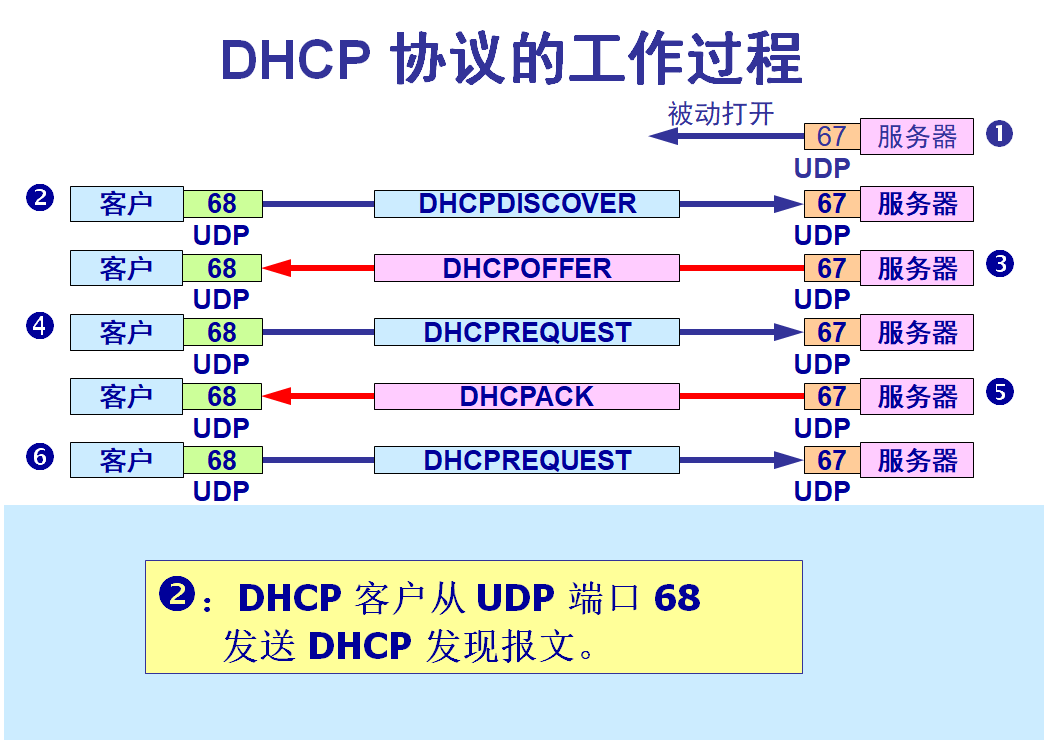 DHCP 协议的工作过程
被动打开
67 服务器 ❶
UDP
❷ 客户 68 DHCPDISCOVER 67 服务器
UDP UDP
客户 68 DHCPOFFER 67 服务器 ❸
UDP UDP
❹ 客户 68 DHCPREQUEST 67 服务器
UDP UDP
客户 68 DHCPACK 67 服务器 ❺
UDP UDP
❻ 客户 68 DHCPREQUEST 67 服务器
UDP UDP
❷：DHCP 客户从 UDP 端口 68
发送 DHCP 发现报文。